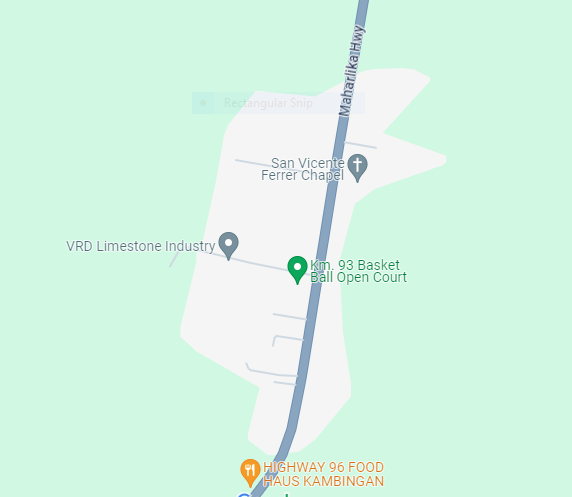 Maharlika Hwy
Rectangular Snip
San Vicente
Ferrer Chapel
VRD Limestone Industry
Km. 93 Basket
Ball Open Court
HIGHWAY 96 FOOD
HAUS KAMBINGAN